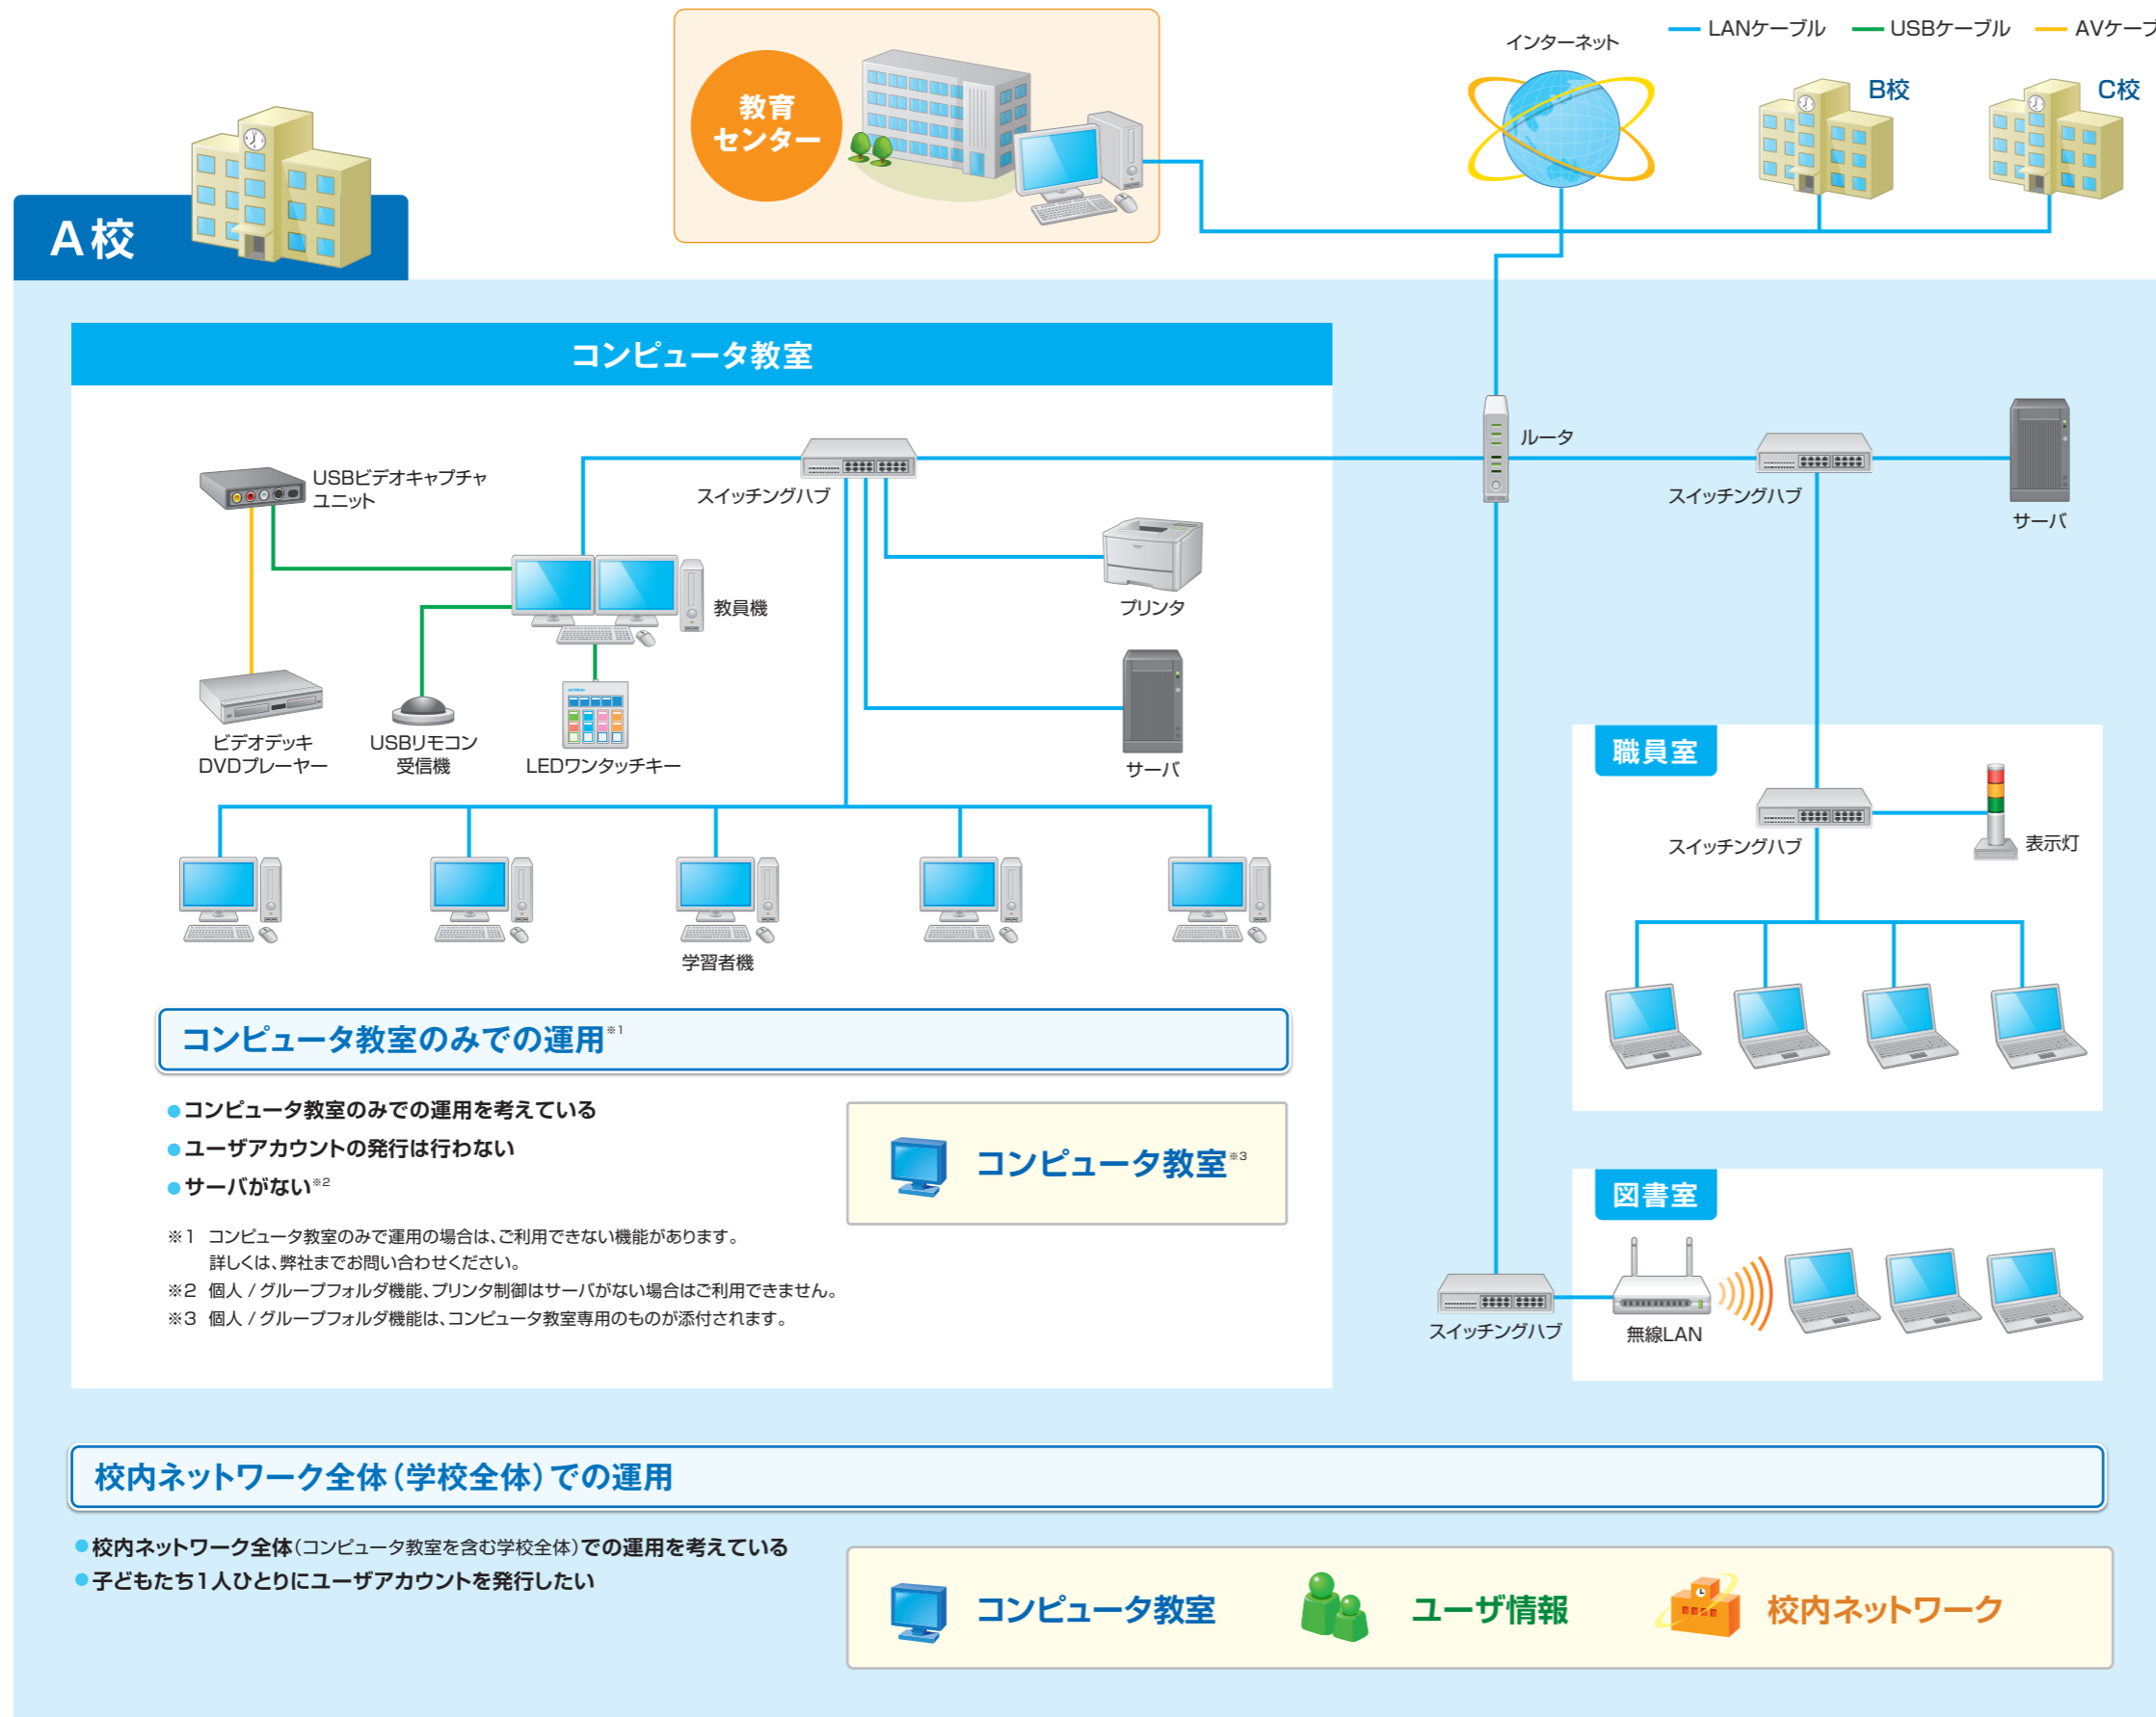 LANケーブル
USBケーブル
AVケーブ
インターネット
B校
C校
教育
センター
A校
コンピュータ教室
USBビデオキャプチャ
ユニット
スイッチングハブ
ルータ
スイッチングハブ
サーバ
教員機
プリンタ
ビデオデッキ
DVDプレーヤー
USBリモコン
受信機
LEDワンタッチキー
サーバ
職員室
スイッチングハブ
表示灯
学習者機
コンピュータ教室のみでの運用※1
●コンピュータ教室のみでの運用を考えている
●ユーザアカウントの発行は行わない
●サーバがない※2
コンピュータ教室※3
※1 コンピュータ教室のみで運用の場合は、ご利用できない機能があります。
詳しくは、弊社までお問い合わせください。
※2 個人 / グループフォルダ機能、プリンタ制御はサーバがない場合はご利用できません。
※3 個人 / グループフォルダ機能は、コンピュータ教室専用のものが添付されます。
図書室
スイッチングハブ
無線LAN
校内ネットワーク全体(学校全体)での運用
●校内ネットワーク全体(コンピュータ教室を含む学校全体)での運用を考えている
●子どもたち1人ひとりにユーザアカウントを発行したい
コンピュータ教室
ユーザ情報
校内ネットワーク